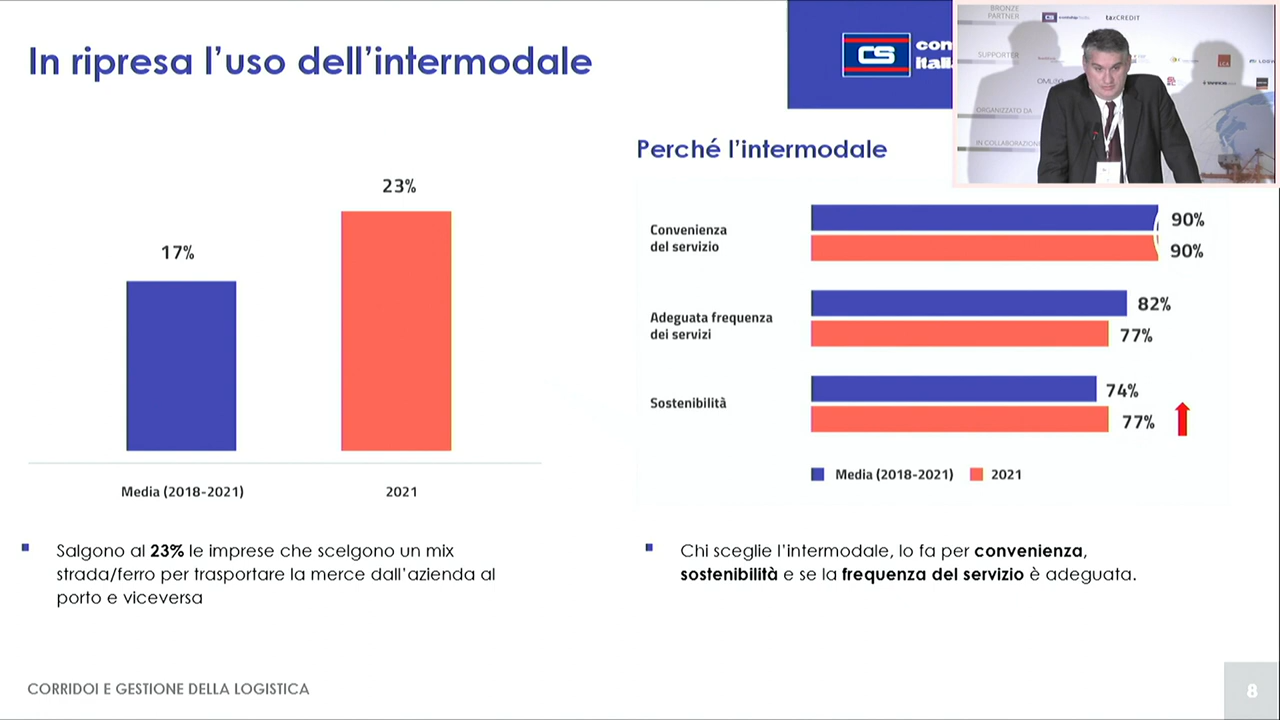 In ripresa l'uso dell'intermodale
CS
con
itali
BRONZE
PARTNER
taxCREDIT
SUPPORTER
ORGANIZZATO DA
IN COLLABORAZIONE
23%
17%
Media (2018-2021)
2021
Perché l'intermodale
Convenienza
del servizio
90%
90%
Adeguata frequenza
dei servizi
82%
77%
Sostenibilità
74%
77%
Media (2018-2021)
2021
Salgono al 23% le imprese che scelgono un mix
strada/ferro per trasportare la merce dall'azienda al
porto e viceversa
Chi sceglie l'intermodale, lo fa per convenienza,
sostenibilità e se la frequenza del servizio è adeguata.
CORRIDOI E GESTIONE DELLA LOGISTICA
8